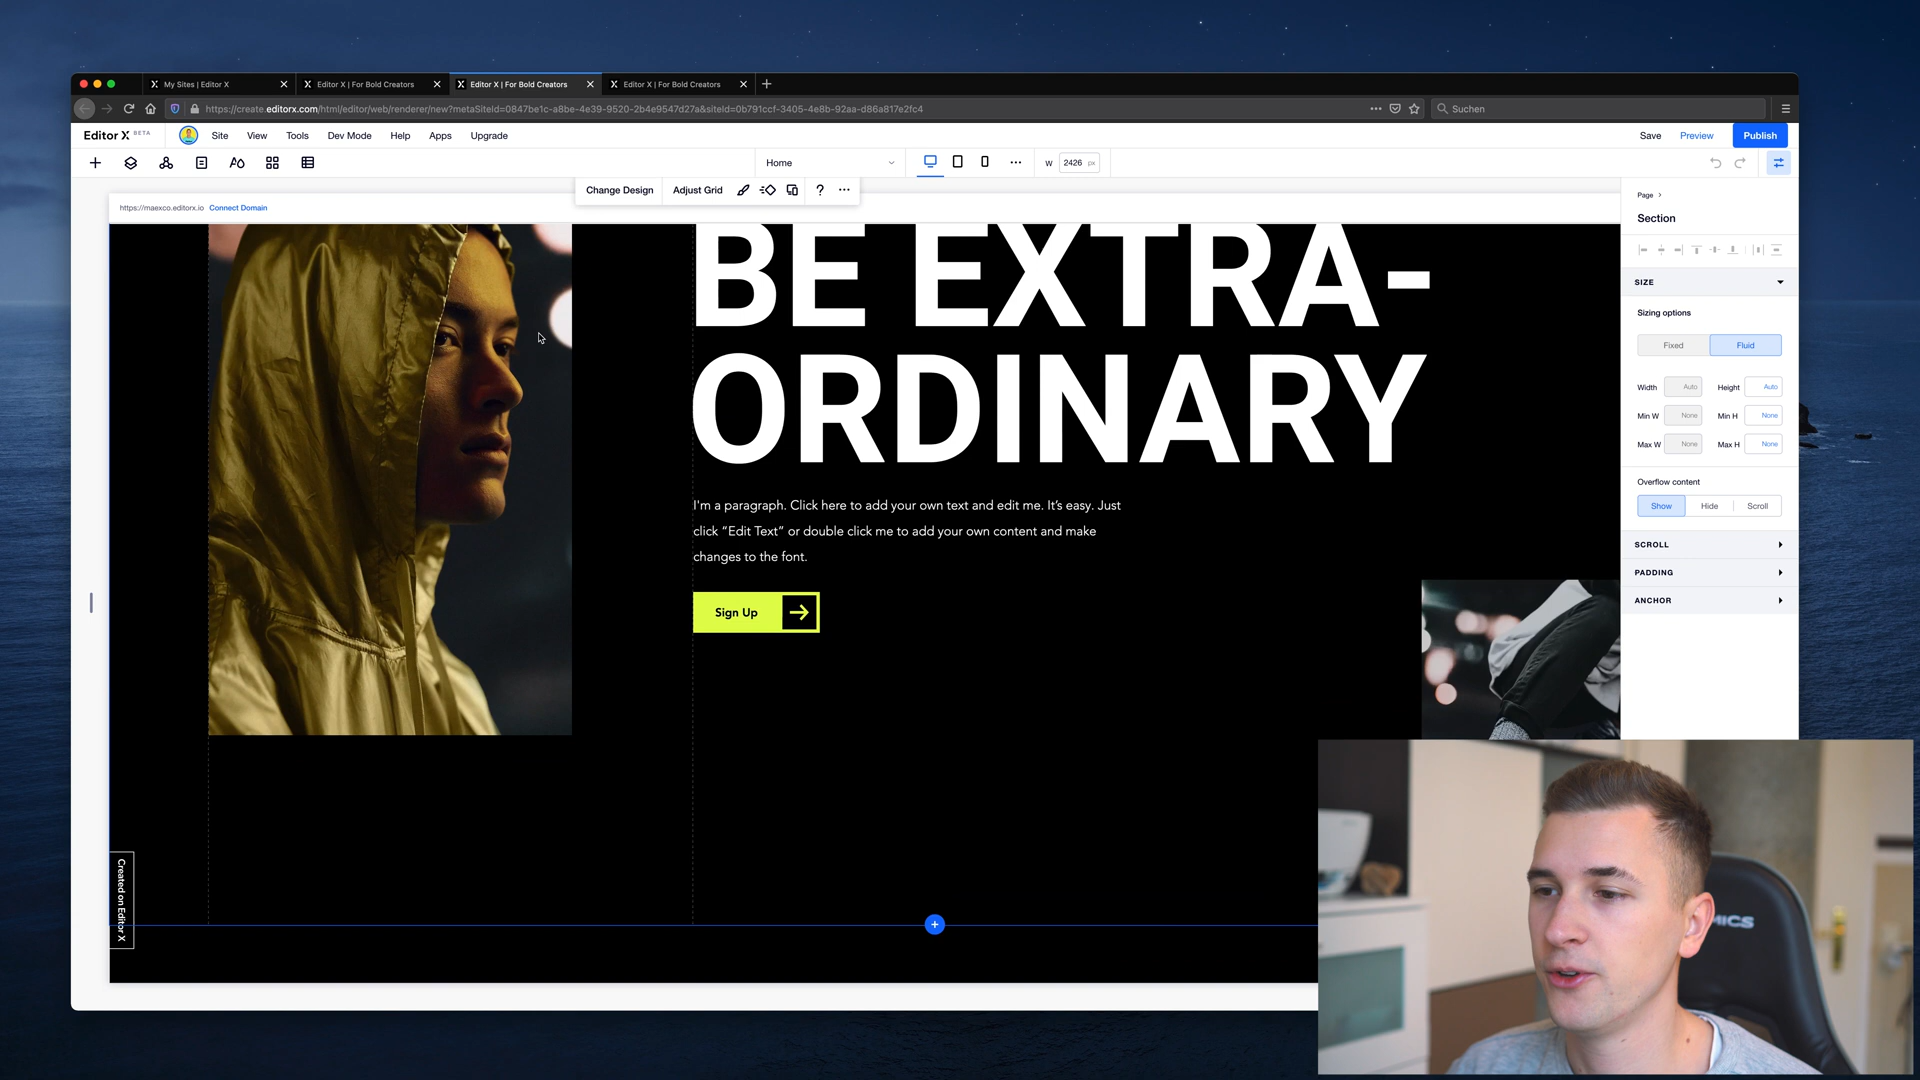 My Sites | Editor X
Editor X | For Bold Creators
Editor X | For Bold Creators
Editor X | For Bold Creators
https://create.editorx.com/html/editor/web/renderer/new?metaSiteId=0847be1c-a8be-4e39-9520-2b4e9547d27a&siteId=0b791ccf-3405-4e8b-92aa-d86a817e2fc4
Suchen
Editor X BETA
Site
View
Tools
Dev Mode
Help
Apps
Upgrade
Save
Preview
Publish
Home
W 2426 px
Change Design
Adjust Grid
?
https://maexco.editorx.io Connect Domain
BE EXTRA-
ORDINARY
I'm a paragraph. Click here to add your own text and edit me. It's easy. Just
click “Edit Text” or double click me to add your own content and make
changes to the font.
Sign Up
Created on Editor X
Page >
Section
SIZE
Sizing options
Fixed
Fluid
Width Auto Height Auto
Min W None Min H None
Max W None Max H None
Overflow content
Show Hide Scroll
SCROLL
PADDING
ANCHOR
MICS